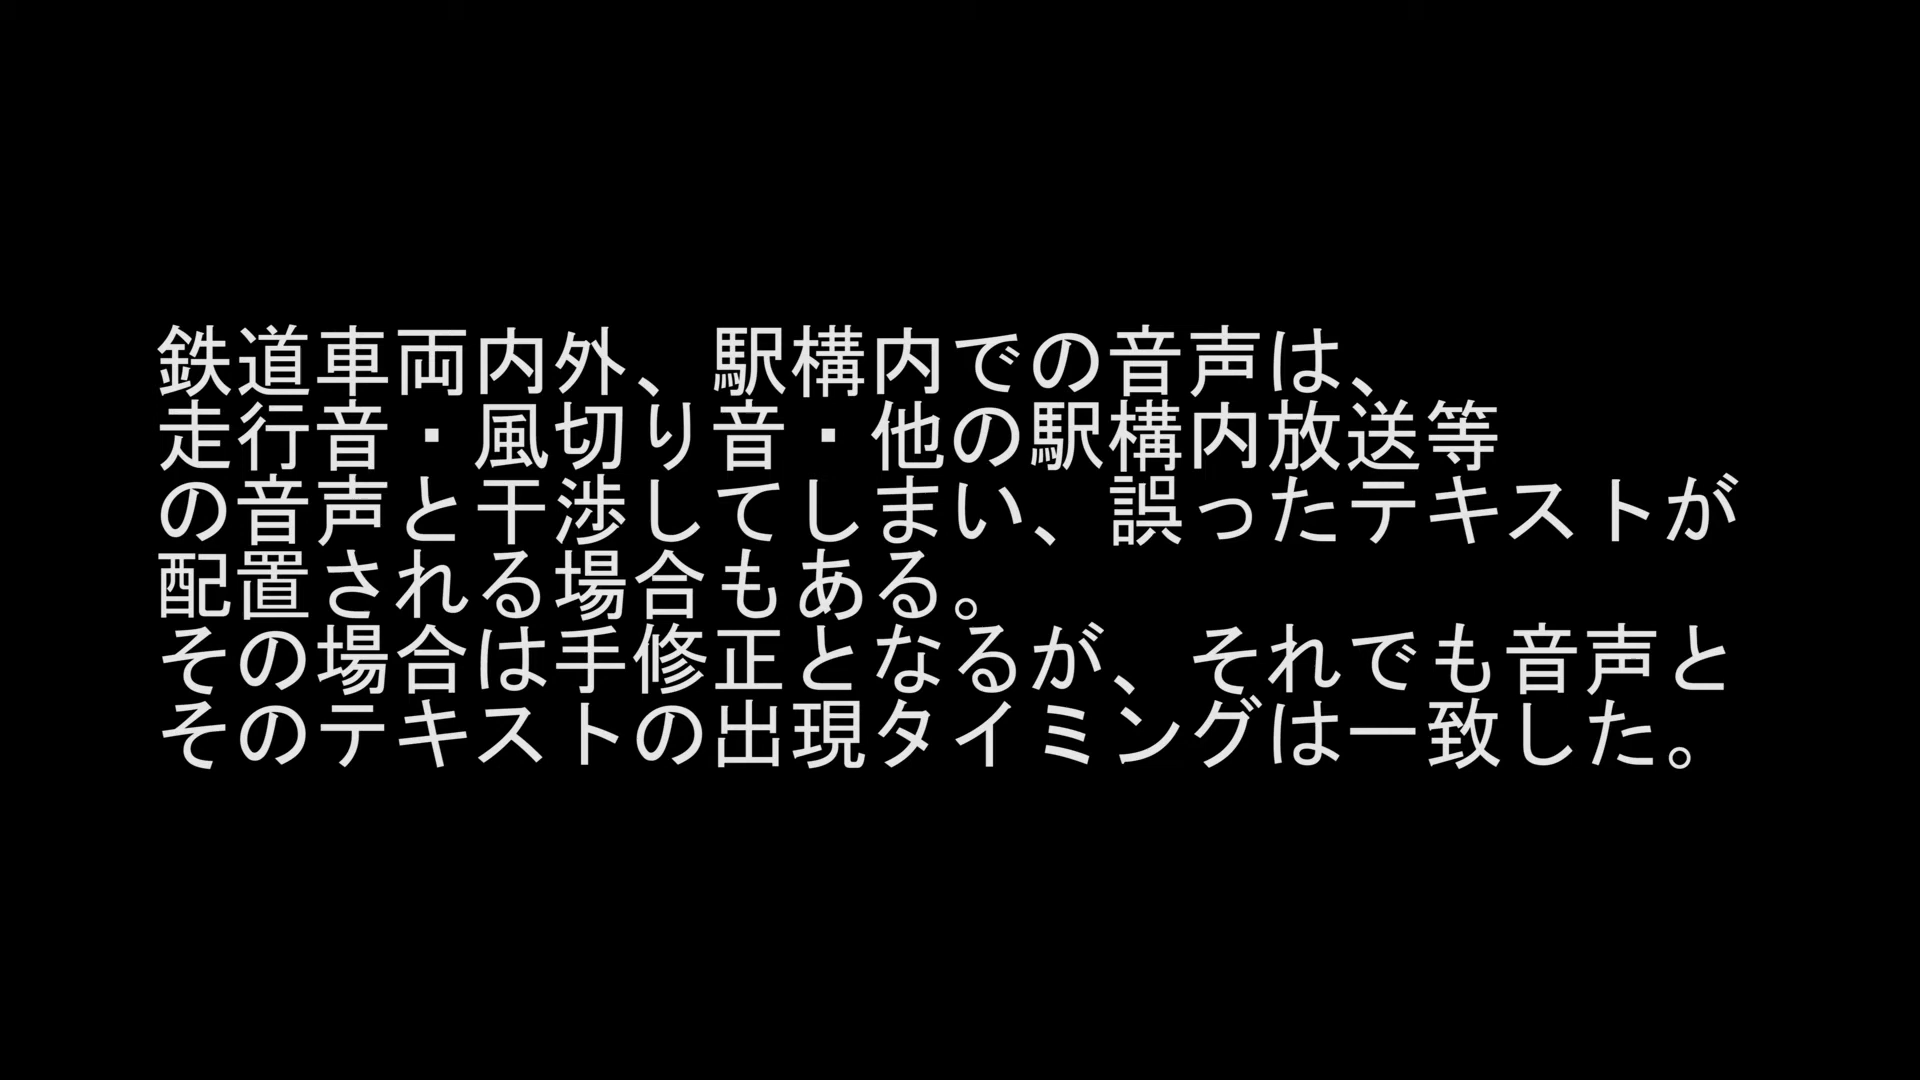 鉄道車両内外、駅構内での音声は、
走行音・風切り音・他の駅構内放送等
の音声と干渉してしまい、誤ったテキストが
配置される場合もある。
その場合は手修正となるが、それでも音声と
そのテキストの出現タイミングは一致した。